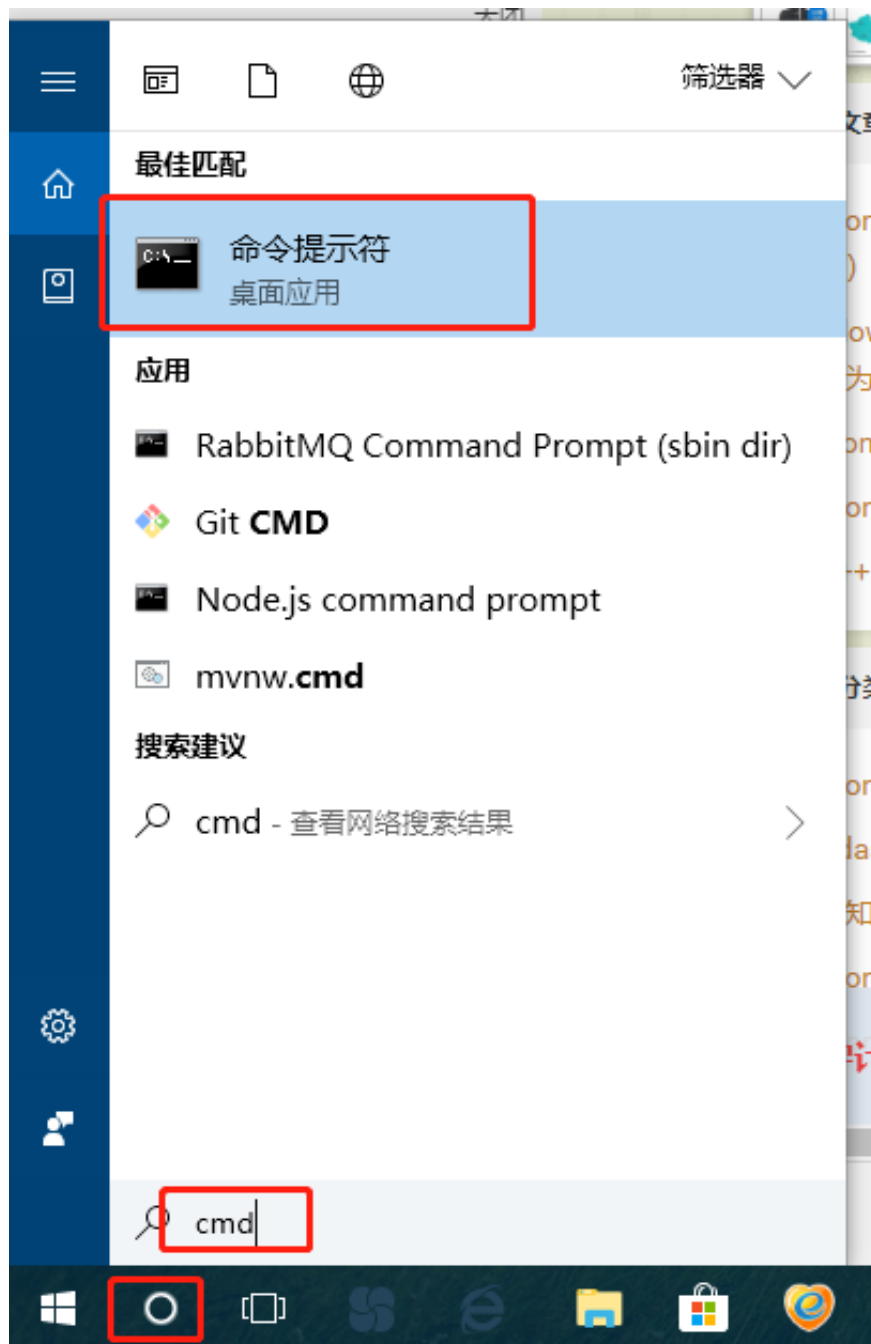 筛选器
最佳匹配
C:\
命令提示符
桌面应用
应用
RabbitMQ Command Prompt (sbin dir)
Git CMD
Node.js command prompt
mvnw.cmd
搜索建议
cmd - 查看网络搜索结果
cmd